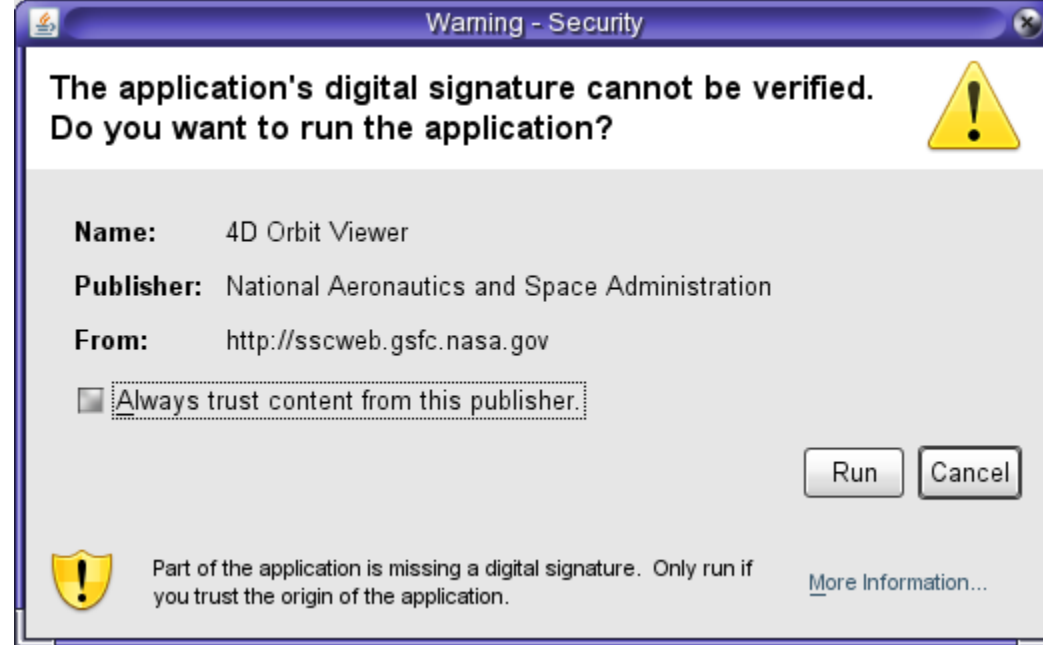 Warning - Security
The application's digital signature cannot be verified.
Do you want to run the application?
Name: 4D Orbit Viewer
Publisher: National Aeronautics and Space Administration
From: http://sscweb.gsfc.nasa.gov
Always trust content from this publisher.
Run Cancel
Part of the application is missing a digital signature. Only run if
you trust the origin of the application.
More Information...